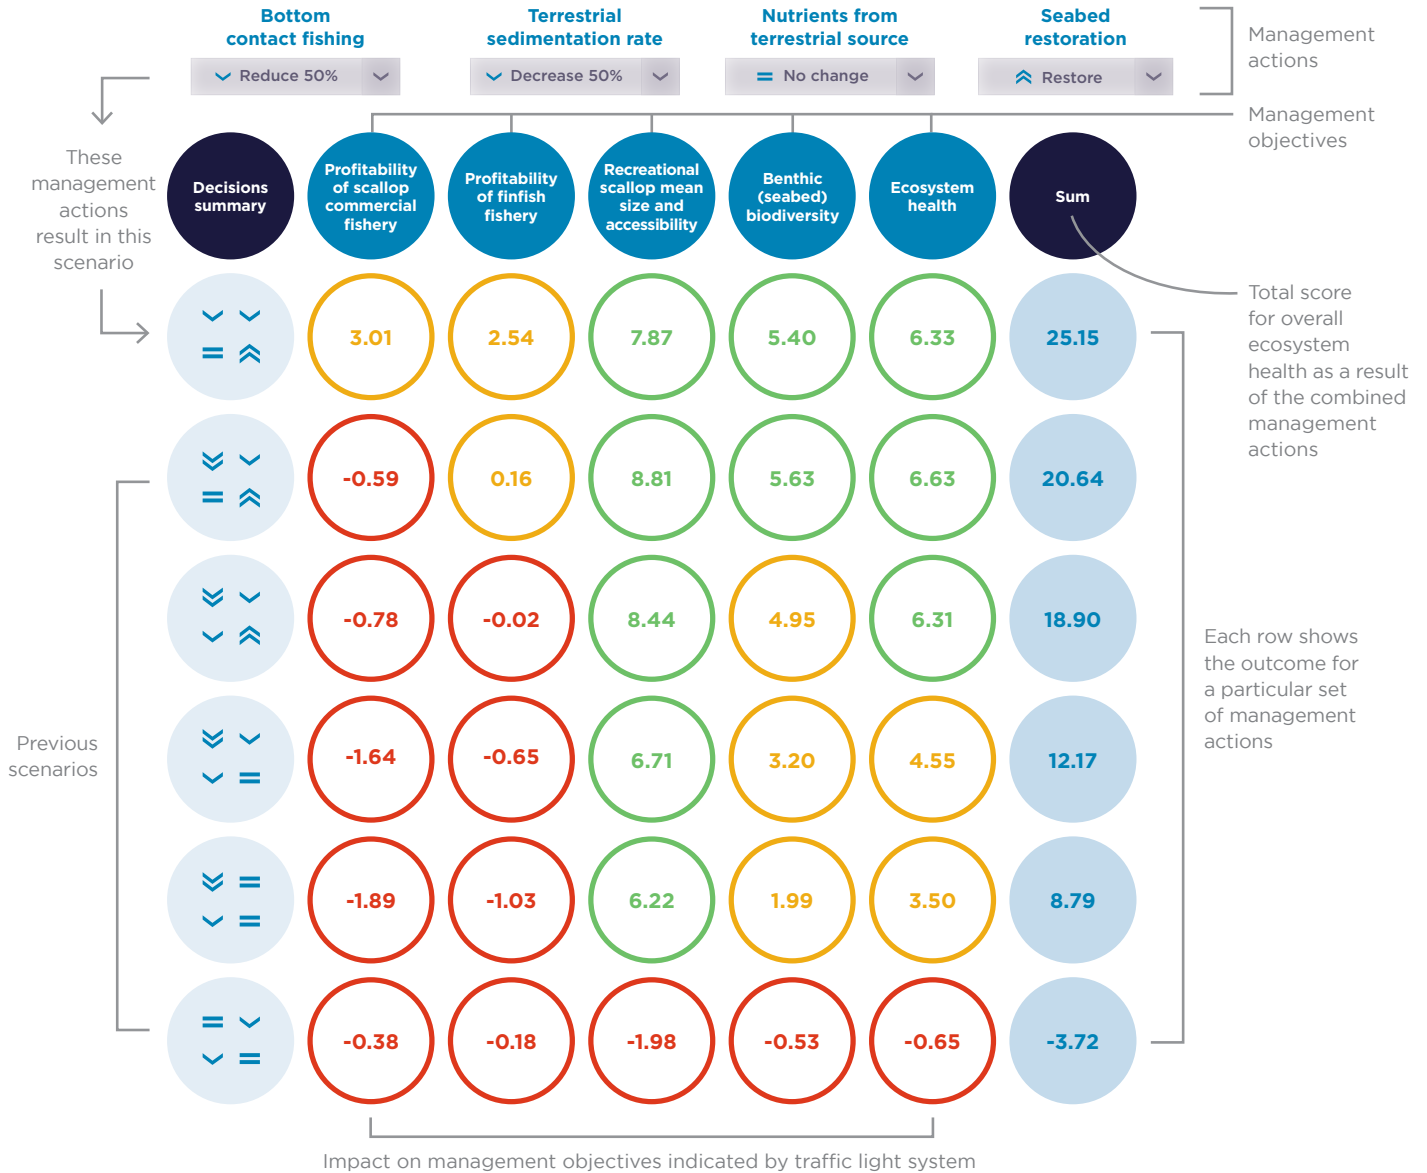 Bottom
contact fishing
Terrestrial
sedimentation rate
Nutrients from
terrestrial source
Seabed
restoration
Reduce 50%
Decrease 50%
= No change
Restore
Management
actions
Management
objectives
These
management
actions
result in this
scenario
Decisions
summary
Profitability
of scallop
commercial
fishery
Profitability
of finfish
fishery
Recreational
scallop mean
size and
accessibility
Benthic
(seabed)
biodiversity
Ecosystem
health
Sum
Total score
for overall
ecosystem
health as a result
of the combined
management
actions
3.01 2.54 7.87 5.40 6.33 25.15
-0.59 0.16 8.81 5.63 6.63 20.64
-0.78 -0.02 8.44 4.95 6.31 18.90
-1.64 -0.65 6.71 3.20 4.55 12.17
-1.89 -1.03 6.22 1.99 3.50 8.79
-0.38 -0.18 -1.98 -0.53 -0.65 -3.72
Previous
scenarios
Each row shows
the outcome for
a particular set
of management
actions
Impact on management objectives indicated by traffic light system